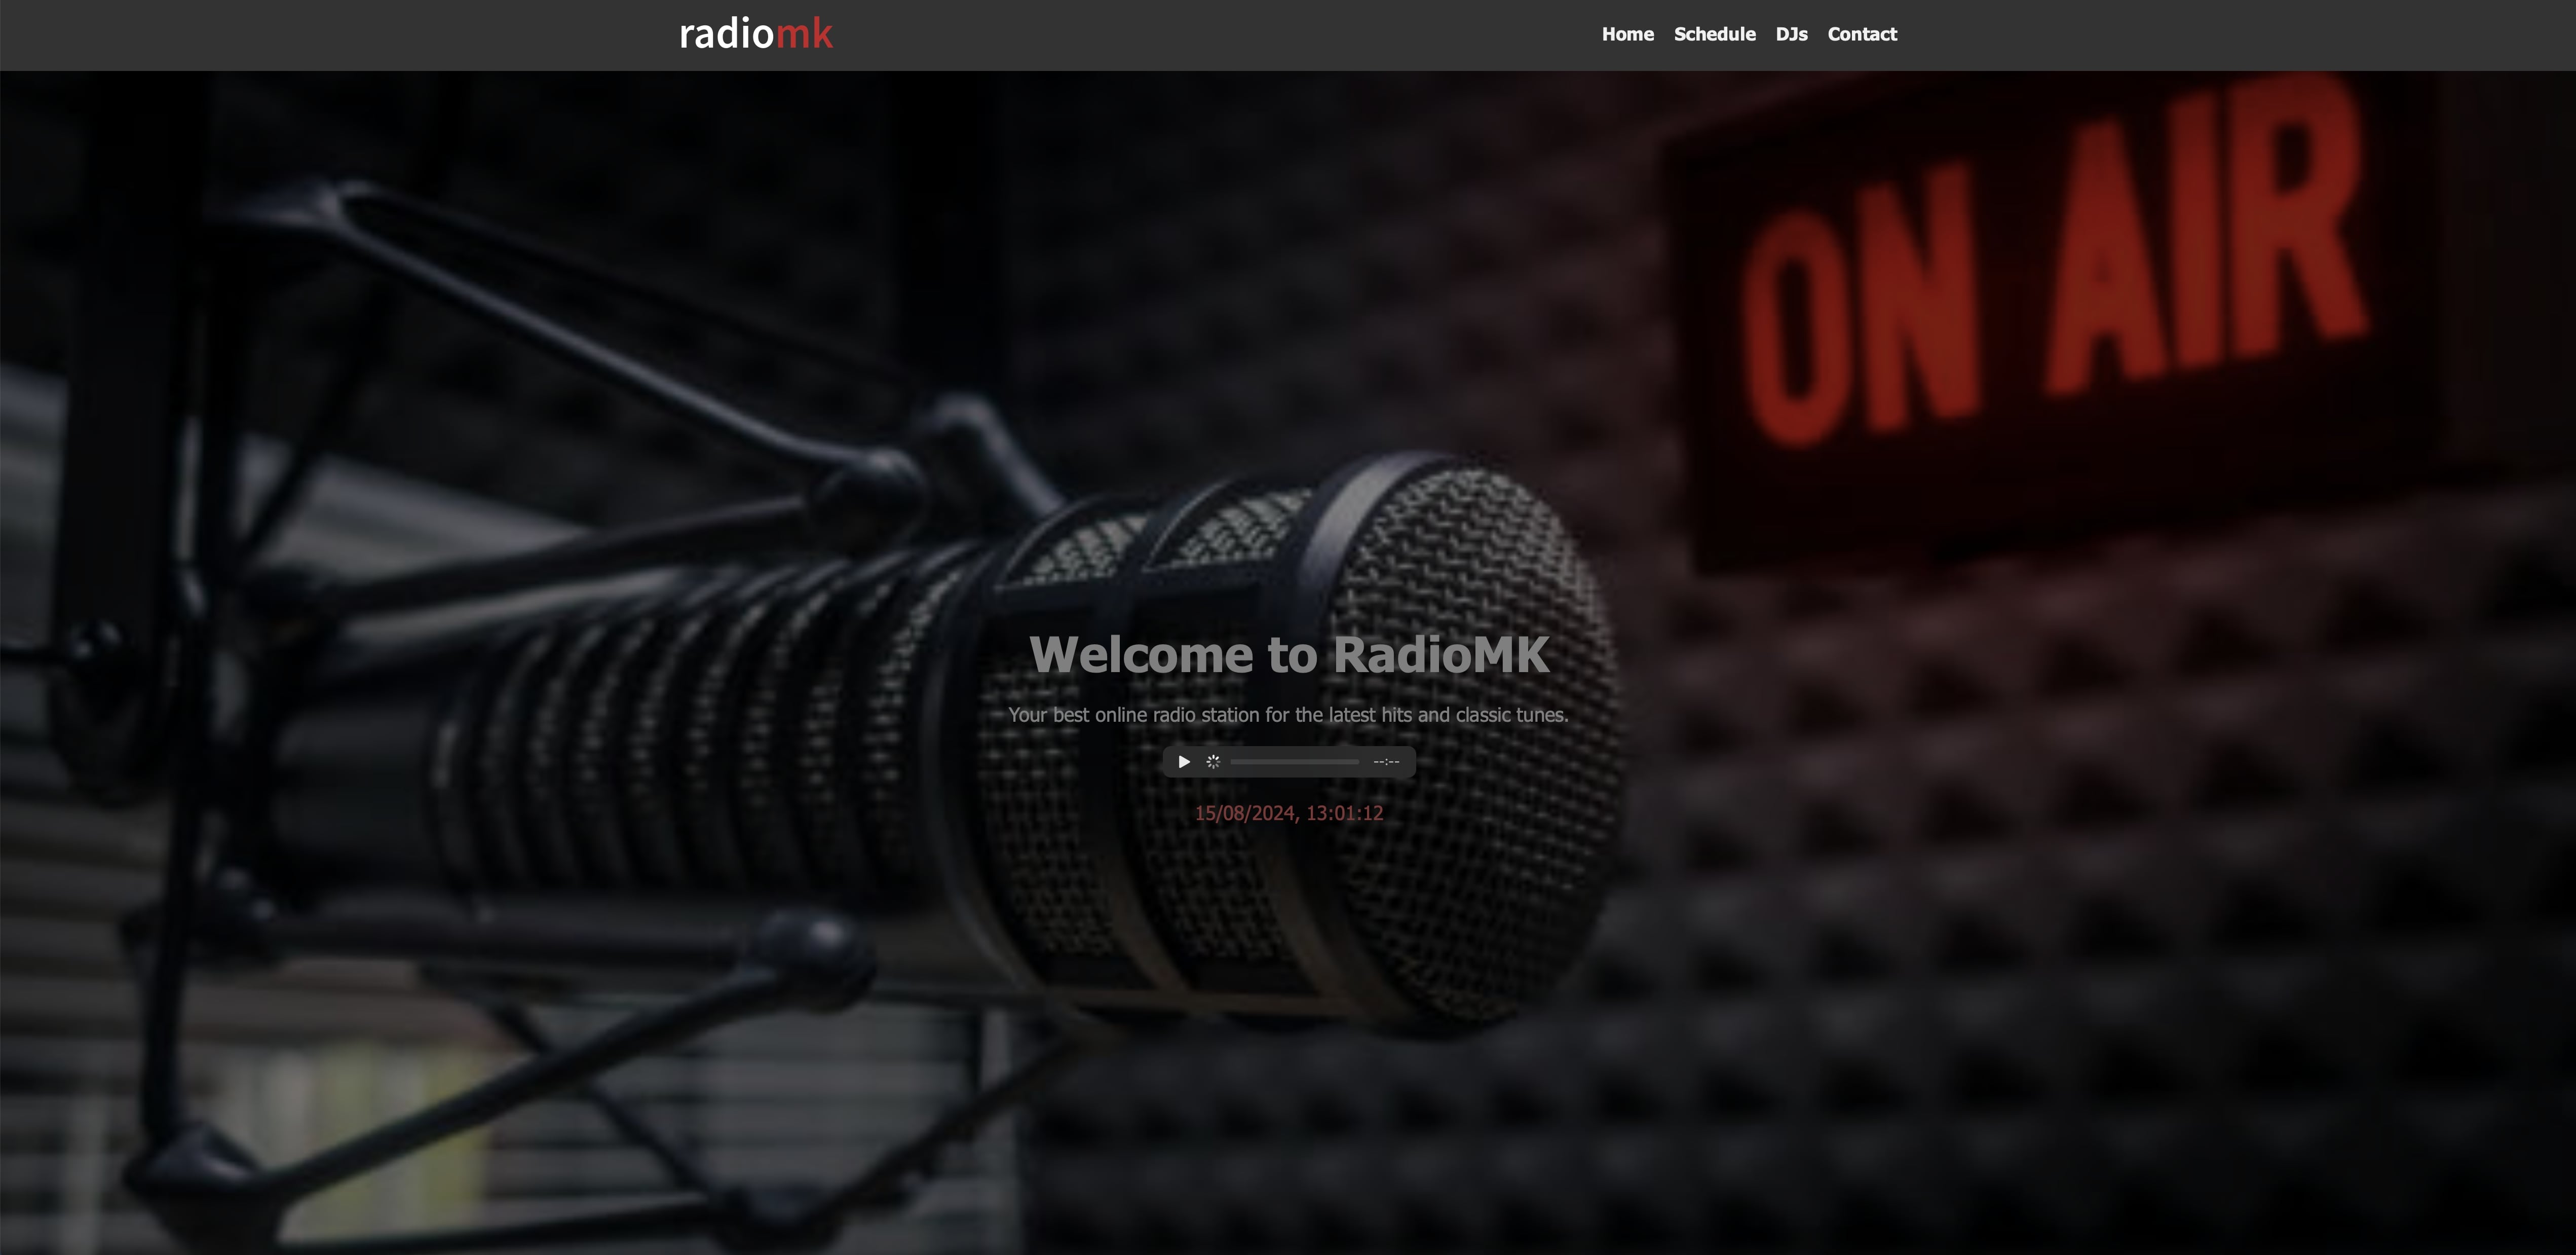 radiomk
Home Schedule DJs Contact
ON AIR
Welcome to RadioMK
Your best online radio station for the latest hits and classic tunes.
--:--
15/08/2024, 13:01:12